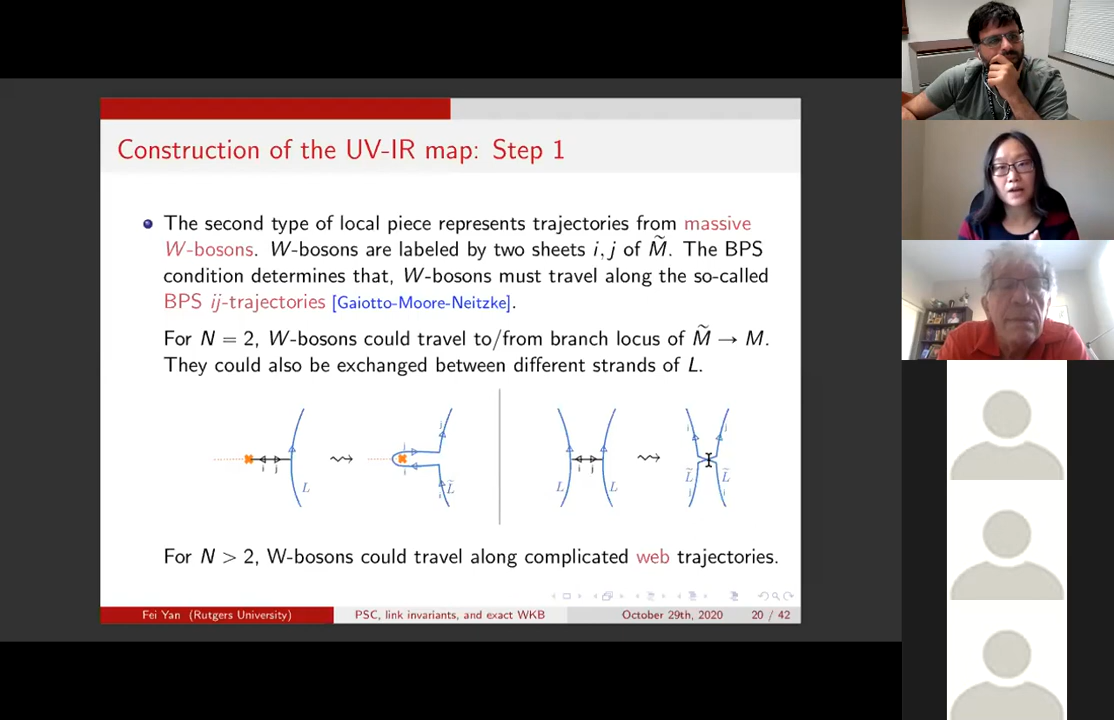 Construction of the UV-IR map: Step 1
The second type of local piece represents trajectories from massive
W-bosons. W-bosons are labeled by two sheets i, j of M̃. The BPS
condition determines that, W-bosons must travel along the so-called
BPS ij-trajectories [Gaiotto-Moore-Neitzke].
For N = 2, W-bosons could travel to/from branch locus of M̃ → M.
They could also be exchanged between different strands of L.
i j L
i i L̃
L i j L
i j L̃ L̃ j i
For N > 2, W-bosons could travel along complicated web trajectories.
Fei Yan (Rutgers University) PSC, link invariants, and exact WKB October 29th, 2020 20 / 42